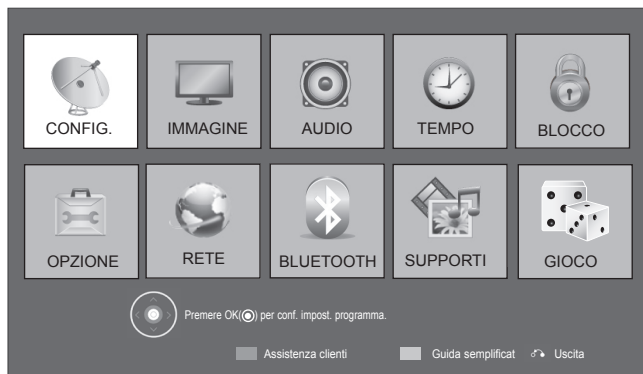 CONFIG.
IMMAGINE
AUDIO
TEMPO
BLOCCO
OPZIONE
RETE
BLUETOOTH
SUPPORTI
GIOCO
Premere OK(◉) per conf. impost. programma.
Assistenza clienti
Guida semplificat
Uscita